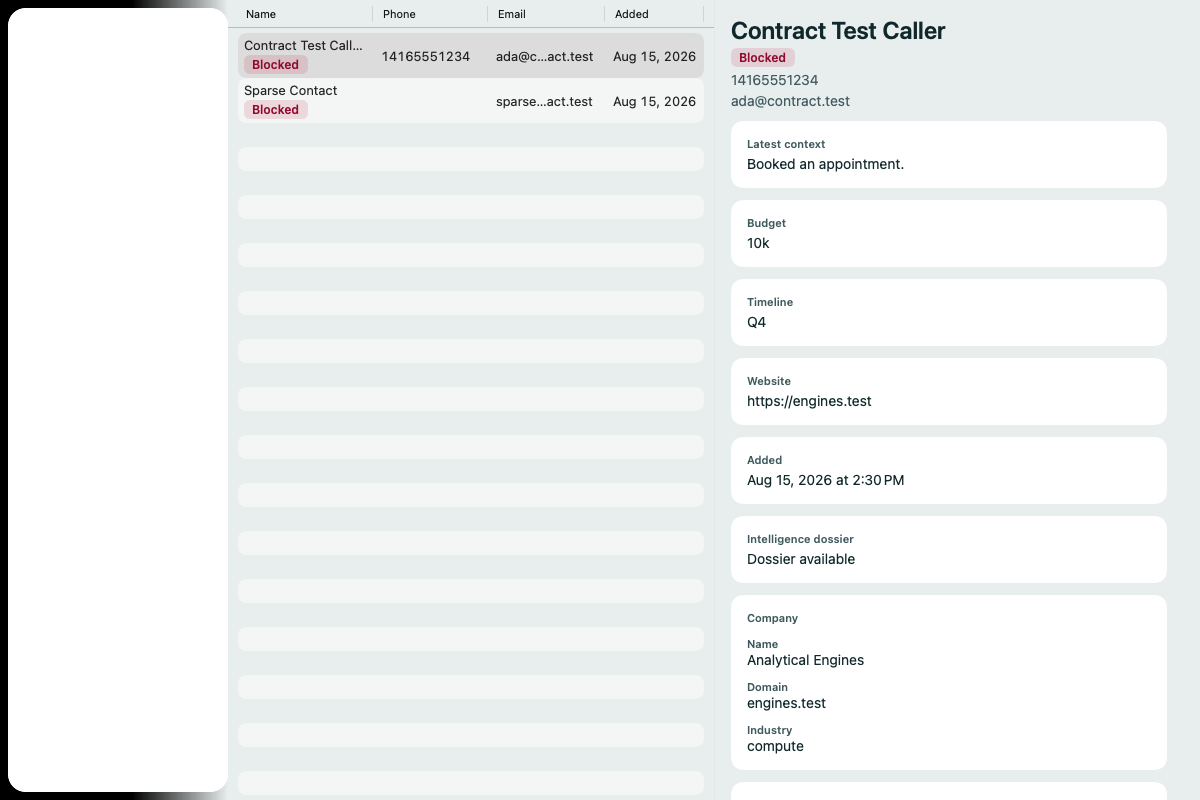 Name Phone Email Added
Contract Test Call... 14165551234 ada@c...act.test Aug 15, 2026
Blocked
Sparse Contact sparse...act.test Aug 15, 2026
Blocked
Contract Test Caller
Blocked
14165551234
ada@contract.test
Latest context
Booked an appointment.
Budget
10k
Timeline
Q4
Website
https://engines.test
Added
Aug 15, 2026 at 2:30 PM
Intelligence dossier
Dossier available
Company
Name
Analytical Engines
Domain
engines.test
Industry
compute